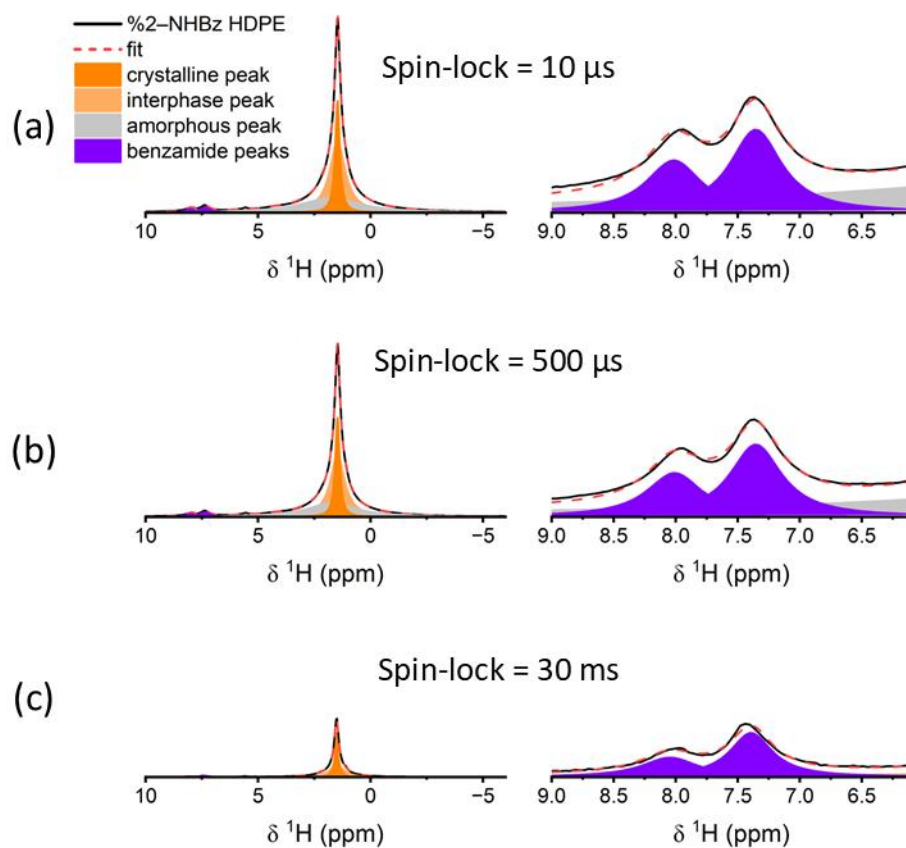 %2–NHBz HDPE
fit
crystalline peak
interphase peak
amorphous peak
benzamide peaks
Spin-lock = 10 µs
(a)
10 5 0 −5
δ ¹H (ppm)
9.0 8.5 8.0 7.5 7.0 6.5
δ ¹H (ppm)
Spin-lock = 500 µs
(b)
10 5 0 −5
δ ¹H (ppm)
9.0 8.5 8.0 7.5 7.0 6.5
δ ¹H (ppm)
Spin-lock = 30 ms
(c)
10 5 0 −5
δ ¹H (ppm)
9.0 8.5 8.0 7.5 7.0 6.5
δ ¹H (ppm)